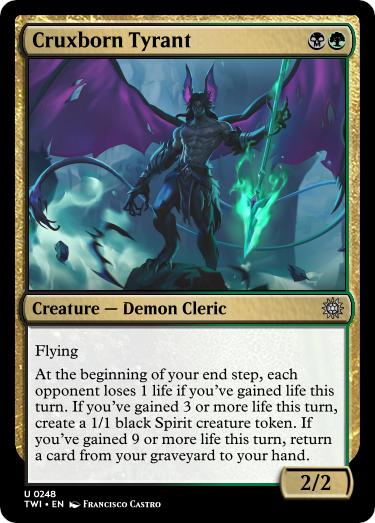 Cruxborn Tyrant
Creature — Demon Cleric
Flying
At the beginning of your end step, each
opponent loses 1 life if you've gained life this
turn. If you've gained 3 or more life this turn,
create a 1/1 black Spirit creature token. If
you've gained 9 or more life this turn, return
a card from your graveyard to your hand.
2/2
U 0248
TWI • EN Francisco Castro